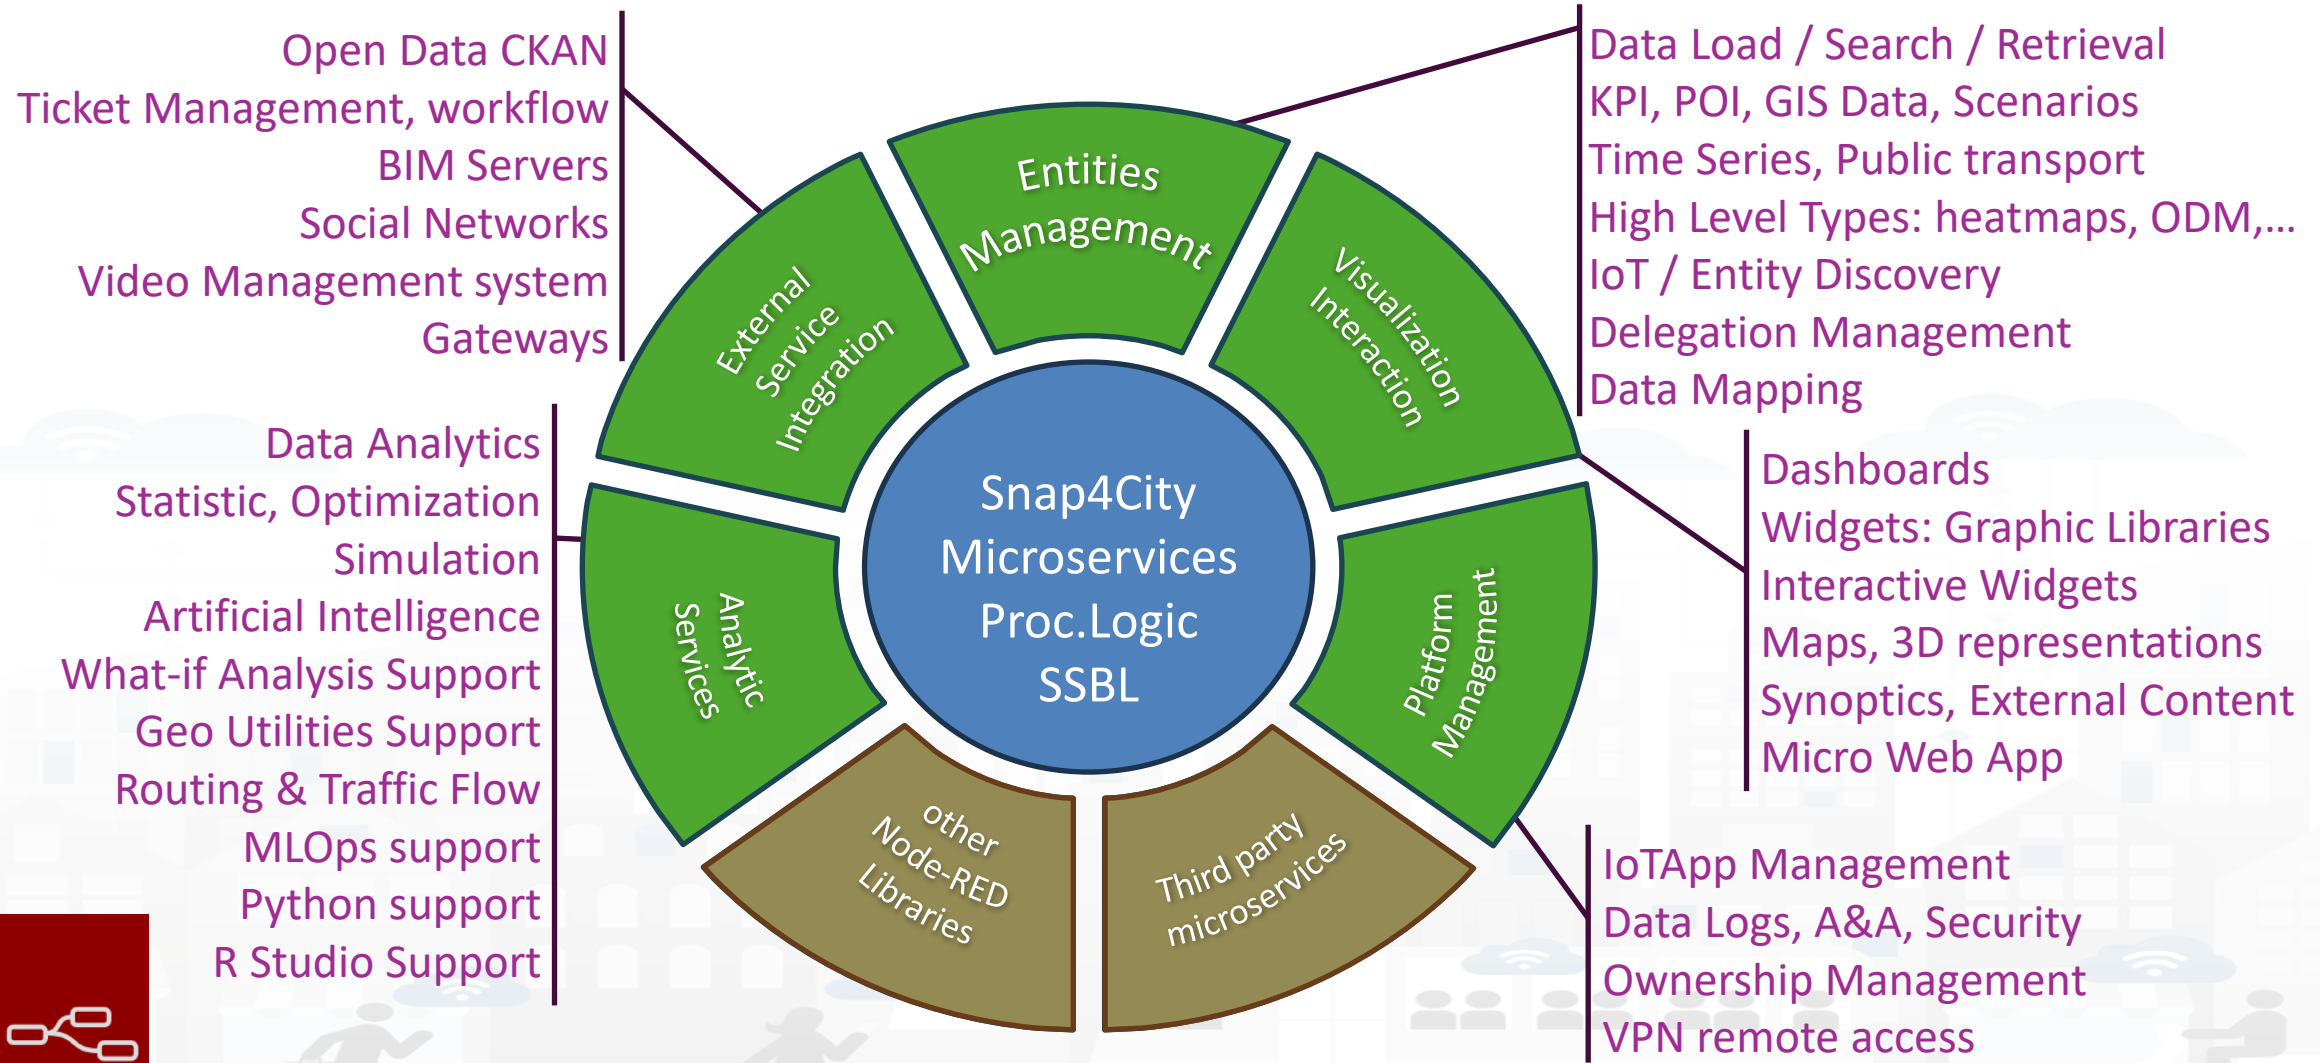 Open Data CKAN
Ticket Management, workflow
BIM Servers
Social Networks
Video Management system
Gateways
Data Analytics
Statistic, Optimization
Simulation
Artificial Intelligence
What-if Analysis Support
Geo Utilities Support
Routing & Traffic Flow
MLOps support
Python support
R Studio Support
Entities
Management
External
Service
Integration
Visualization
Interaction
Snap4City
Microservices
Proc.Logic
SSBL
Analytic
Services
Platform
Management
other
Node-RED
Libraries
Third party
microservices
Data Load / Search / Retrieval
KPI, POI, GIS Data, Scenarios
Time Series, Public transport
High Level Types: heatmaps, ODM,...
IoT / Entity Discovery
Delegation Management
Data Mapping
Dashboards
Widgets: Graphic Libraries
Interactive Widgets
Maps, 3D representations
Synoptics, External Content
Micro Web App
IoTApp Management
Data Logs, A&A, Security
Ownership Management
VPN remote access